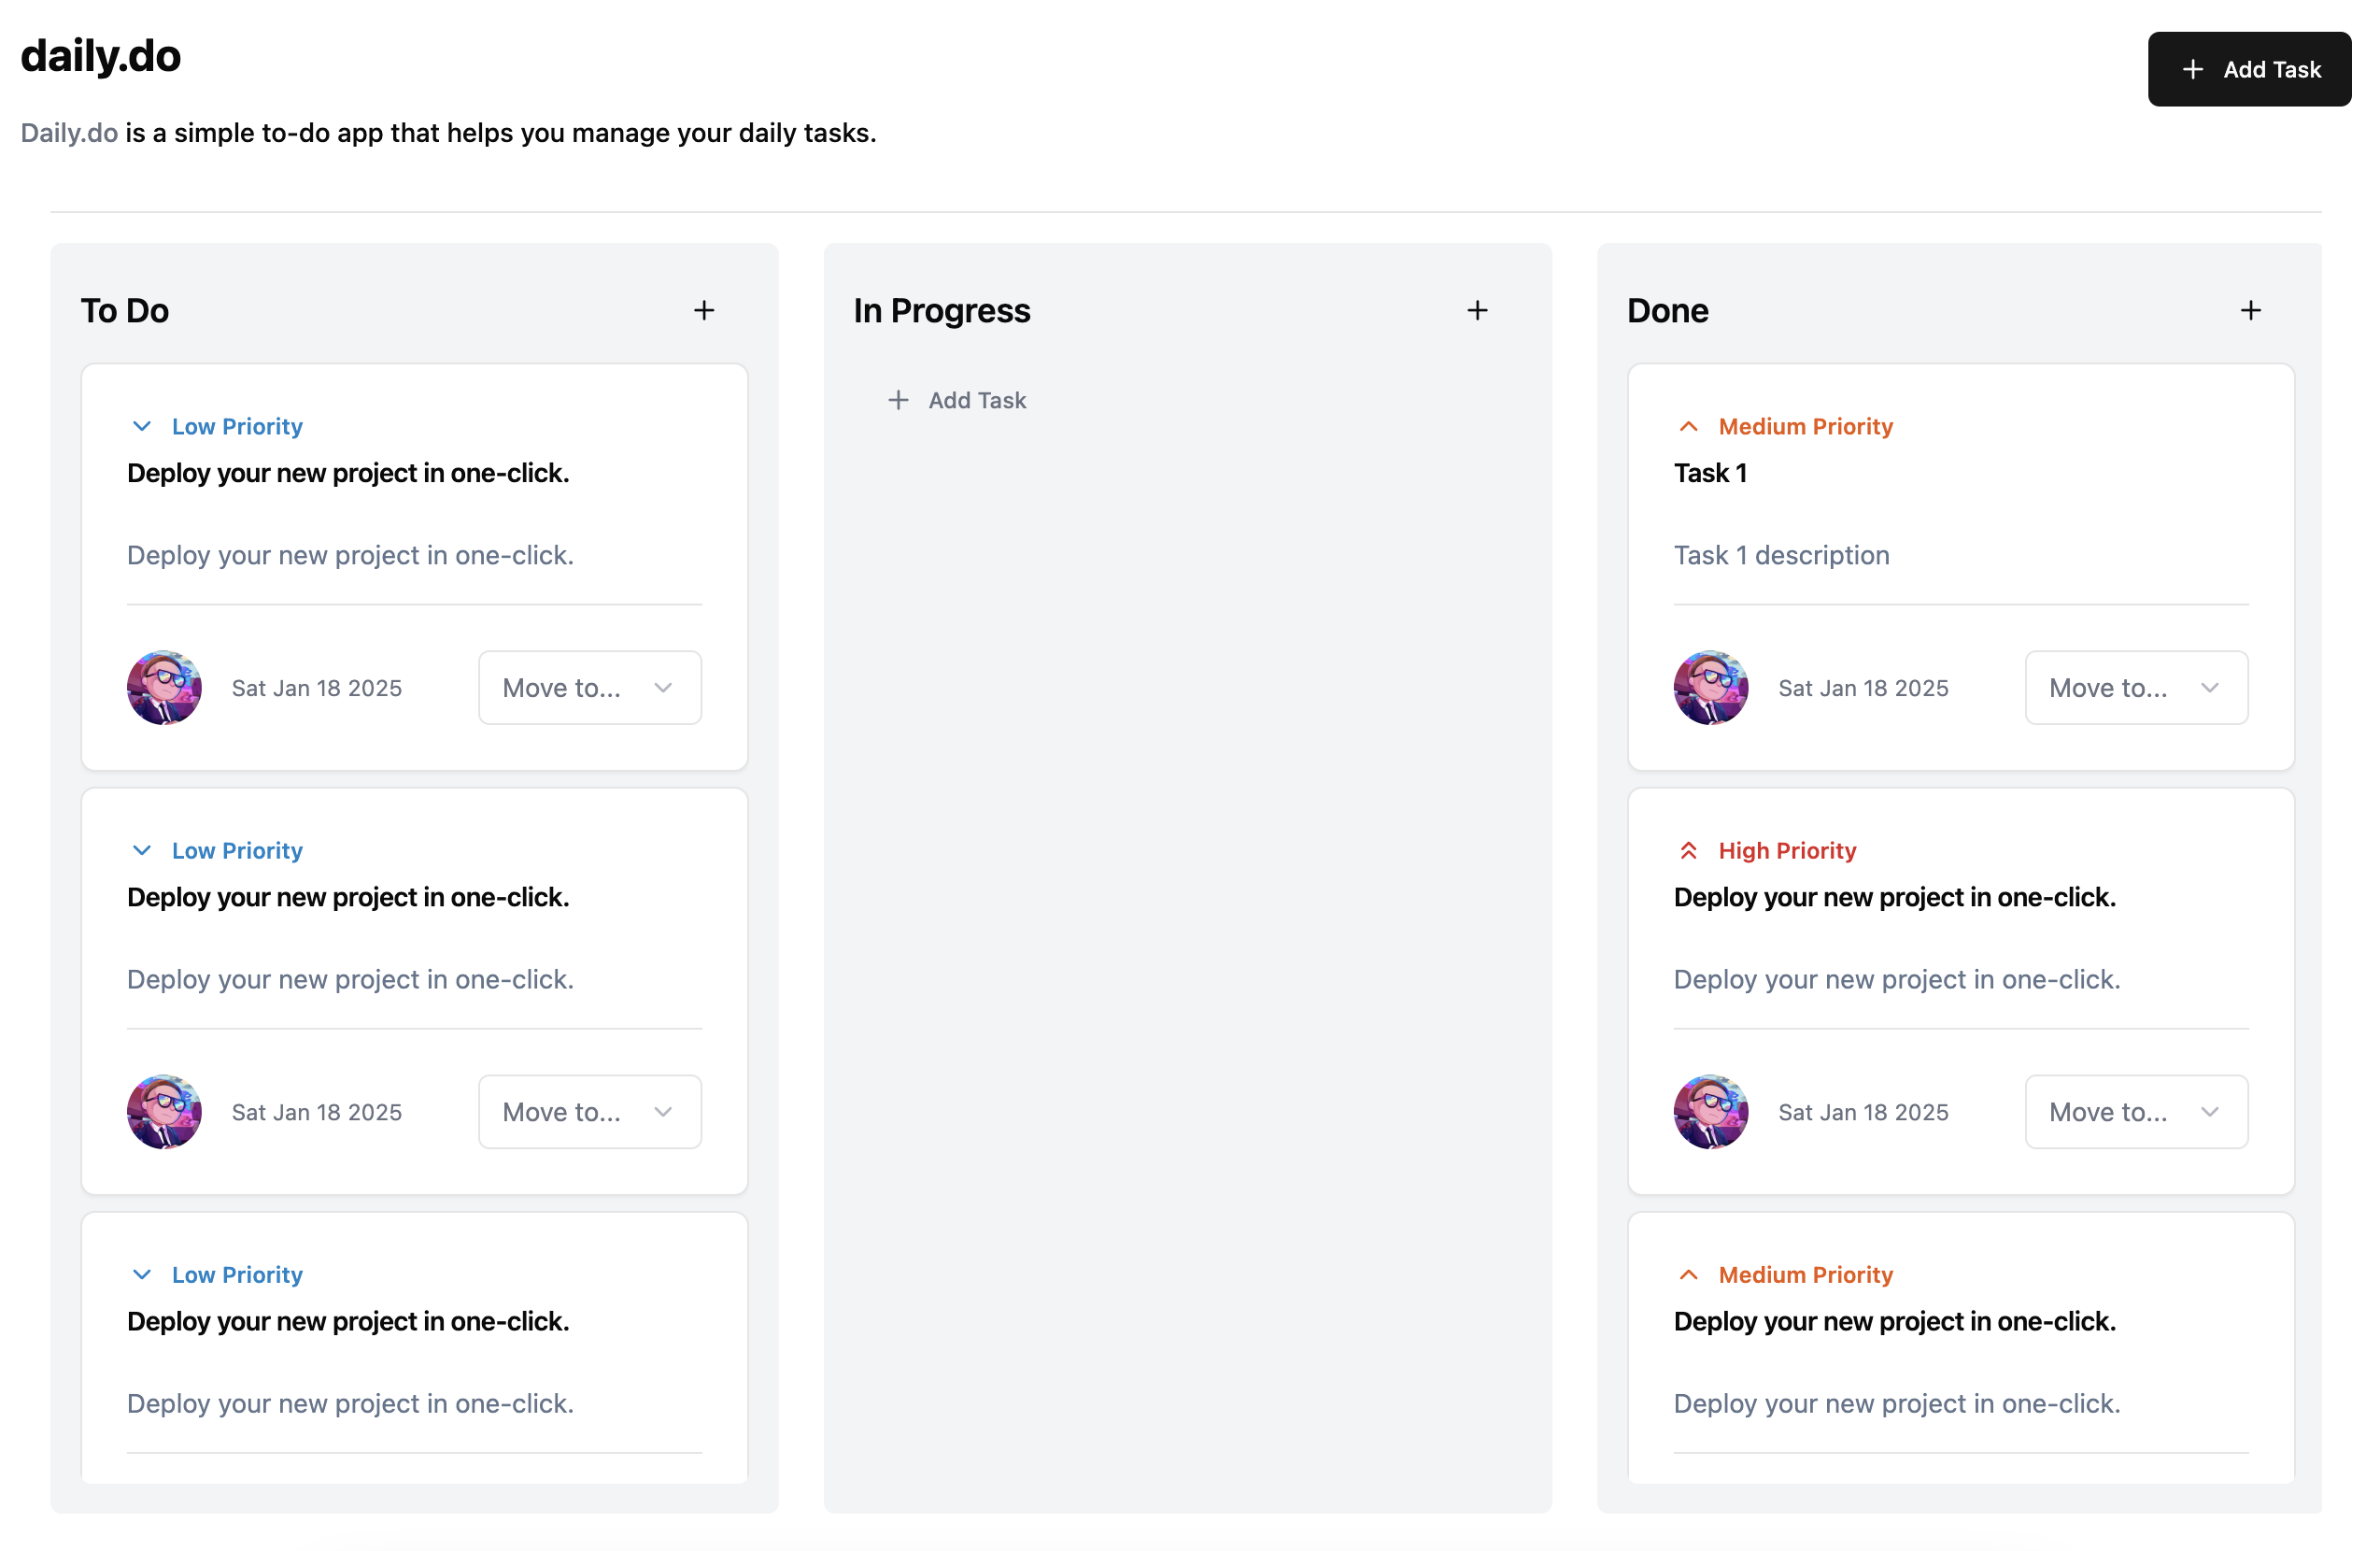 daily.do
Add Task
Daily.do is a simple to-do app that helps you manage your daily tasks.
To Do
Low Priority
Deploy your new project in one-click.
Deploy your new project in one-click.
Sat Jan 18 2025
Move to...
Low Priority
Deploy your new project in one-click.
Deploy your new project in one-click.
Sat Jan 18 2025
Move to...
Low Priority
Deploy your new project in one-click.
Deploy your new project in one-click.
In Progress
Add Task
Done
Medium Priority
Task 1
Task 1 description
Sat Jan 18 2025
Move to...
High Priority
Deploy your new project in one-click.
Deploy your new project in one-click.
Sat Jan 18 2025
Move to...
Medium Priority
Deploy your new project in one-click.
Deploy your new project in one-click.